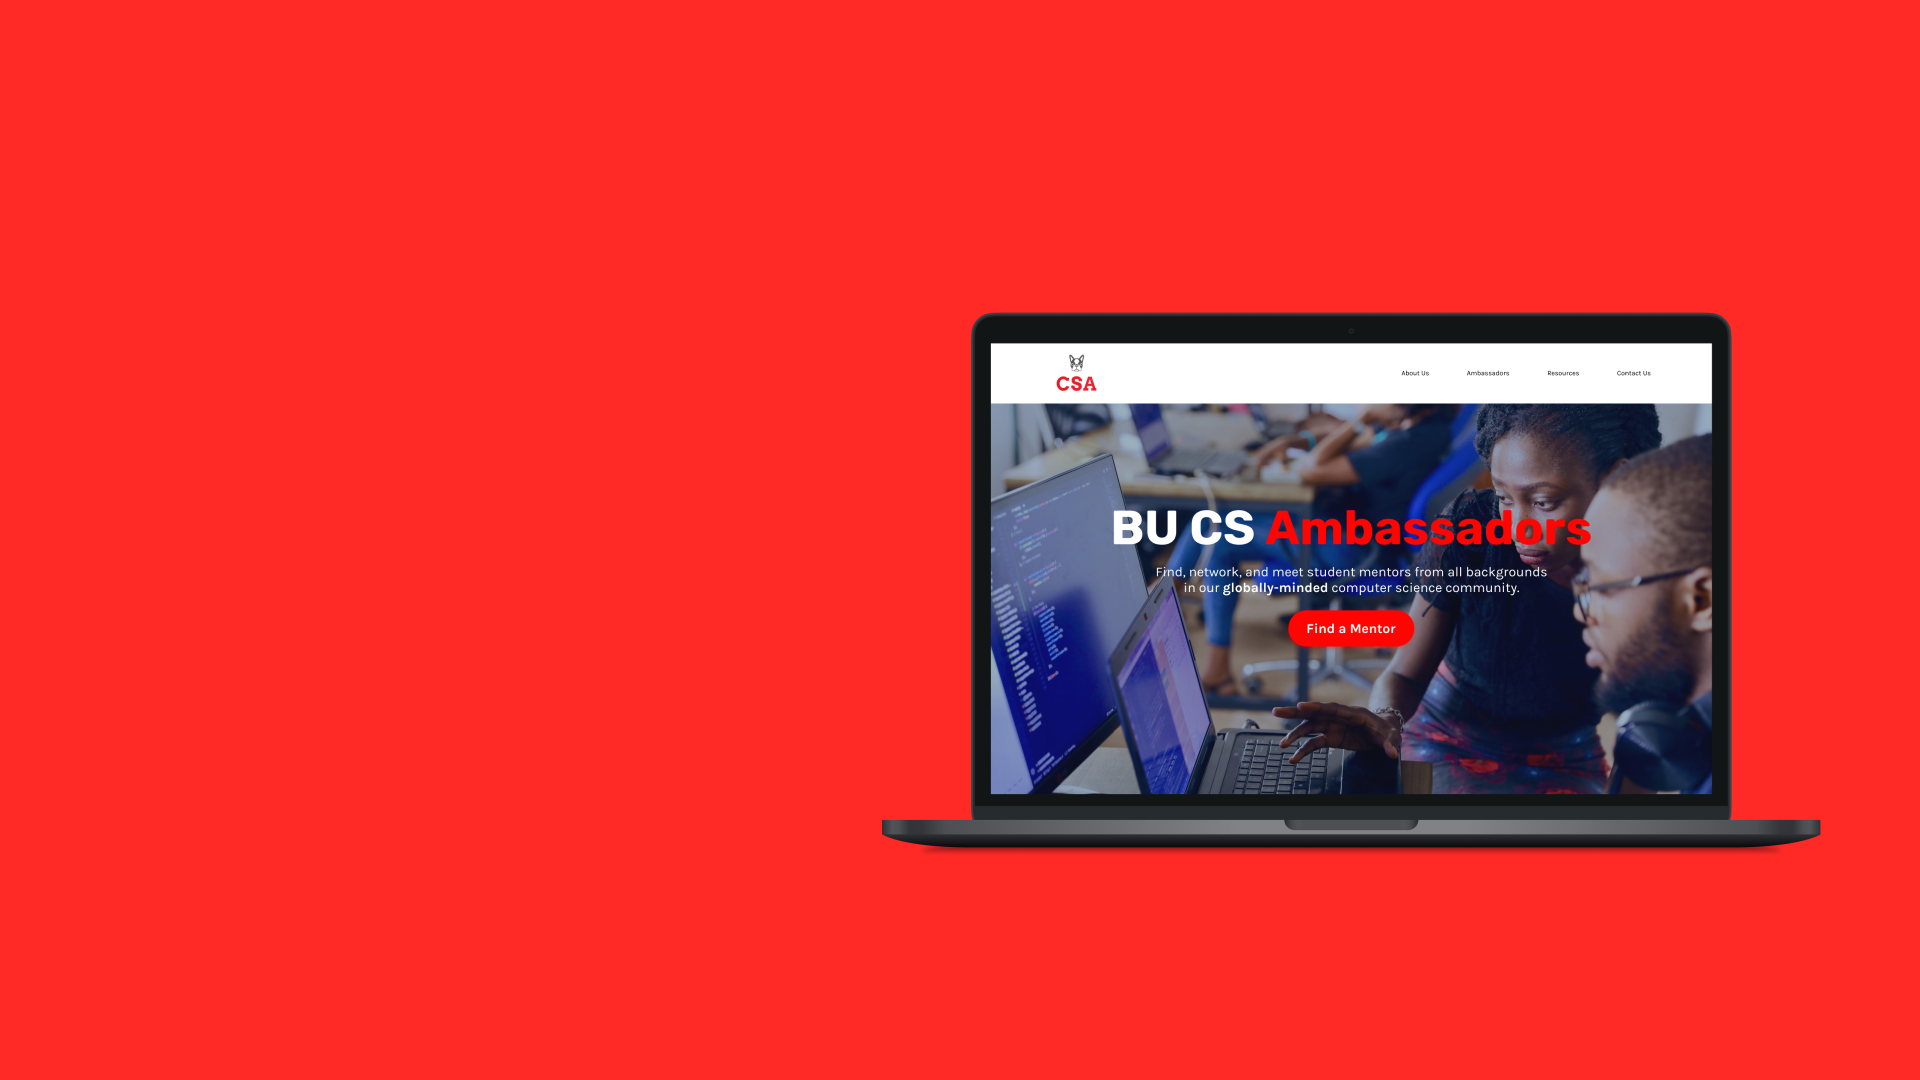 CSA
About Us
Ambassadors
Resources
Contact Us
BU CS Ambassadors
Find, network, and meet student mentors from all backgrounds
in our globally-minded computer science community.
Find a Mentor